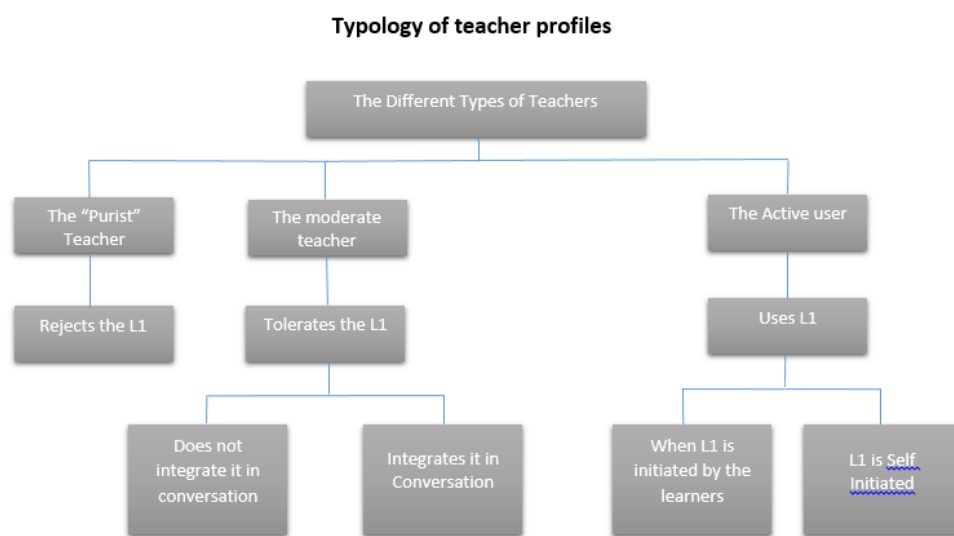 Typology of teacher profiles
The Different Types of Teachers
The “Purist”
Teacher
The moderate
teacher
The Active user
Rejects the L1
Tolerates the L1
Uses L1
Does not
integrate it in
conversation
Integrates it in
Conversation
When L1 is
initiated by the
learners
L1 is Self
Initiated